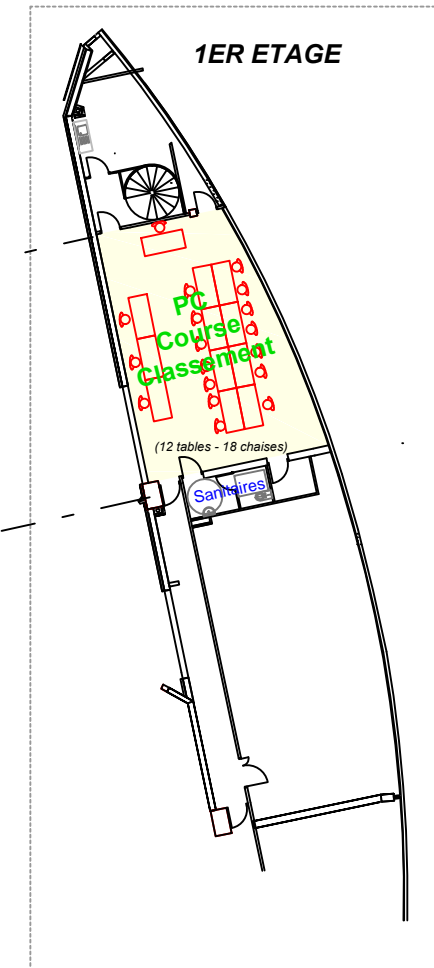 1ER ETAGE
PC
Course
Classement
(12 tables - 18 chaises)
Sanitaires